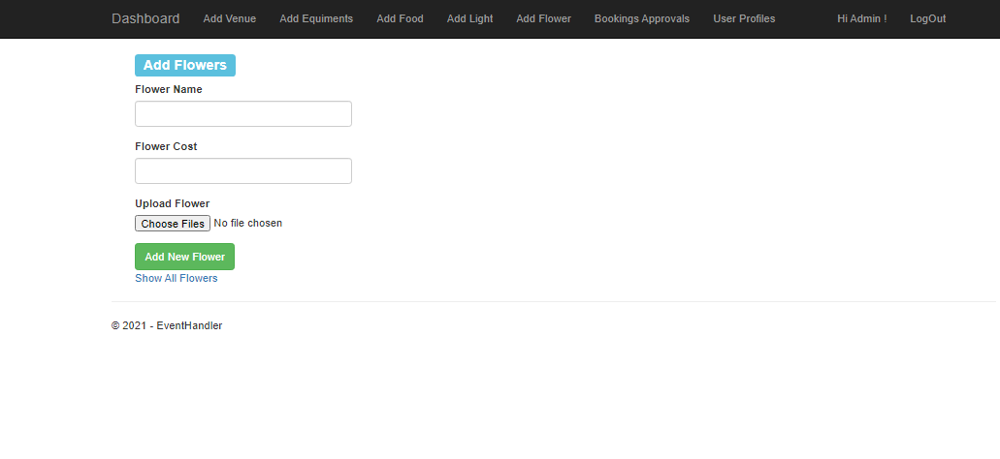 Dashboard Add Venue Add Equiments Add Food Add Light Add Flower Bookings Approvals User Profiles Hi Admin ! LogOut
Add Flowers
Flower Name
Flower Cost
Upload Flower
Choose Files No file chosen
Add New Flower
Show All Flowers
© 2021 - EventHandler